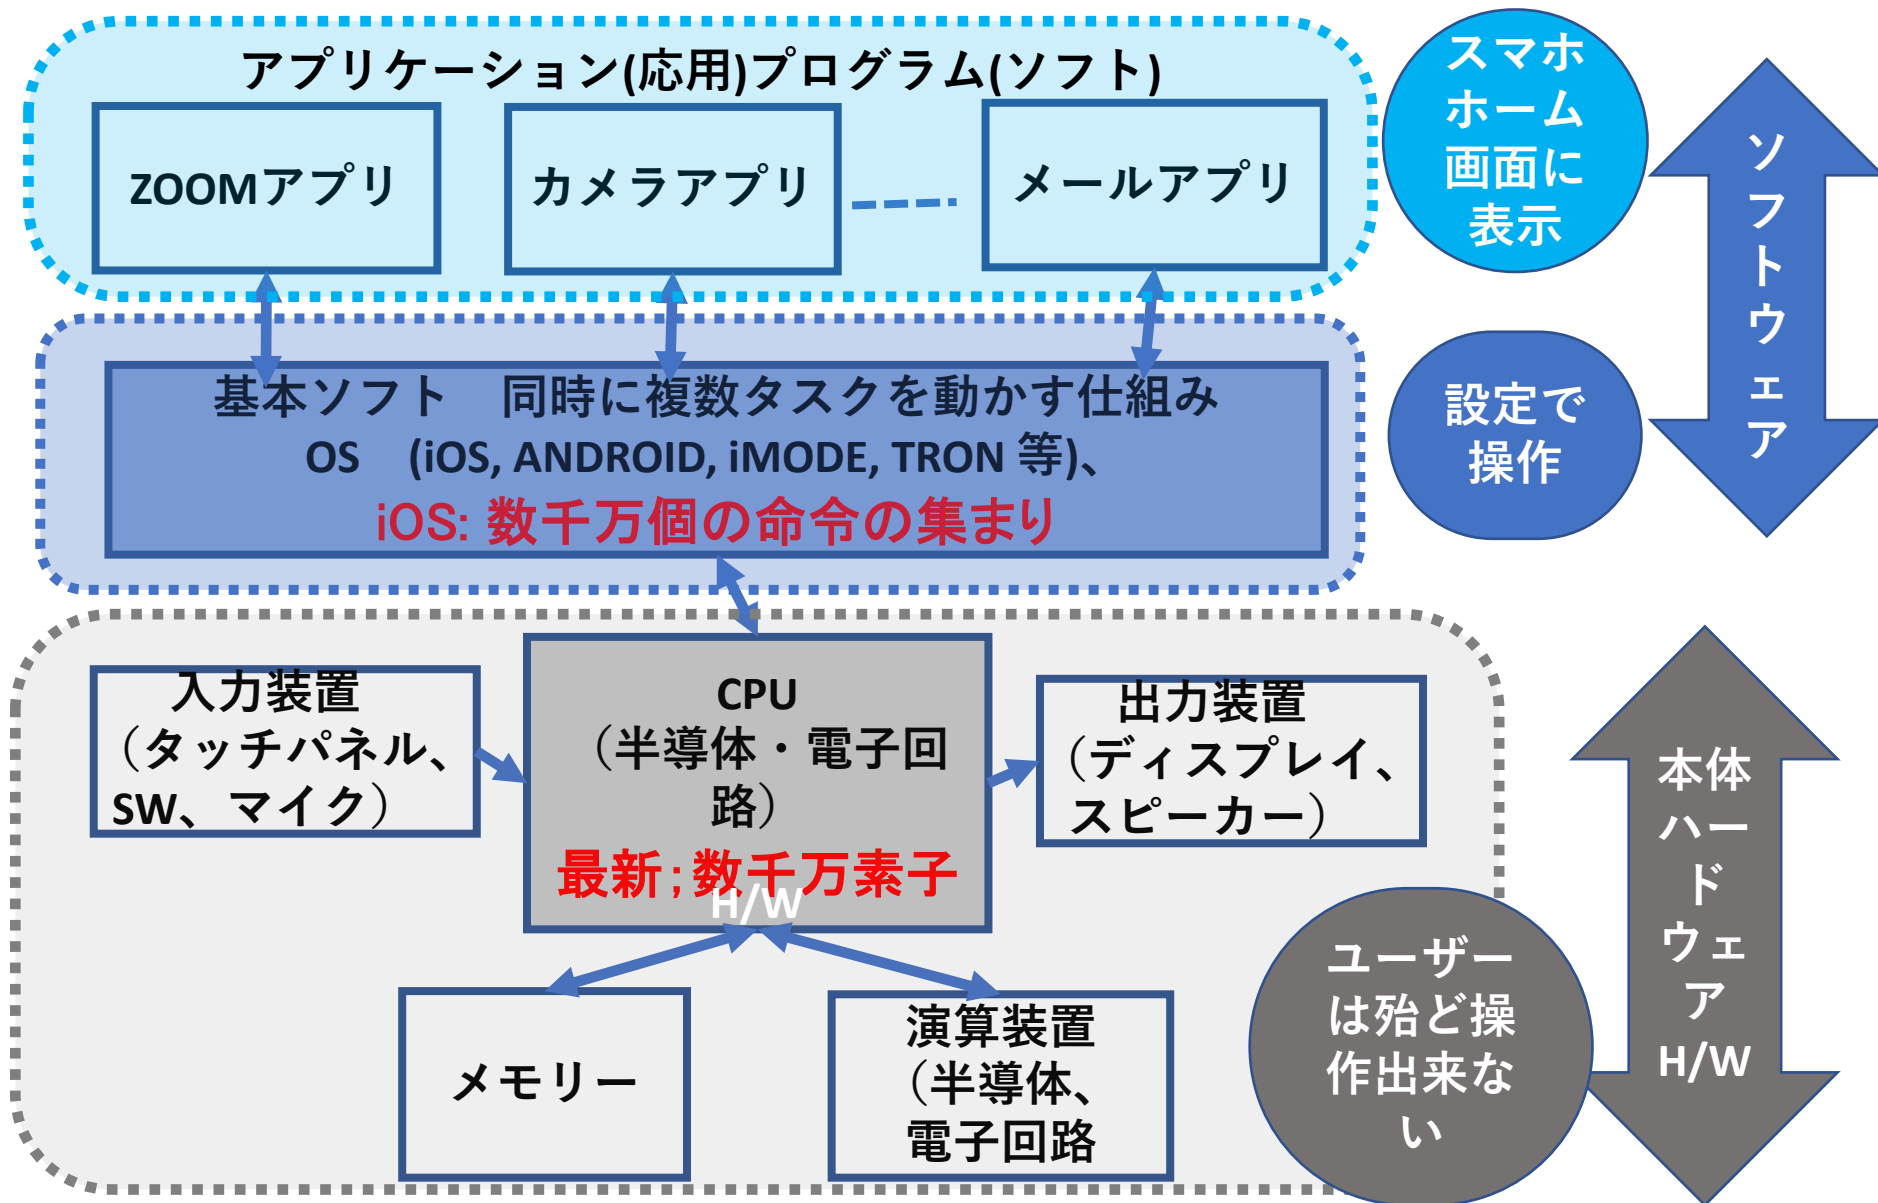 アプリケーション(応用)プログラム(ソフト)
ZOOMアプリ
カメラアプリ
メールアプリ
スマホ
ホーム
画面に
表示
ソフトウェア
基本ソフト　同時に複数タスクを動かす仕組み
OS　(iOS, ANDROID, iMODE, TRON 等)、
iOS: 数千万個の命令の集まり
設定で
操作
入力装置
（タッチパネル、
SW、マイク）
CPU
（半導体・電子回
路）
最新；数千万素子
H/W
出力装置
（ディスプレイ、
スピーカー）
メモリー
演算装置
（半導体、
電子回路
本体
ハー
ド
ウェ
ア
H/W
ユーザー
は殆ど操
作出来な
い